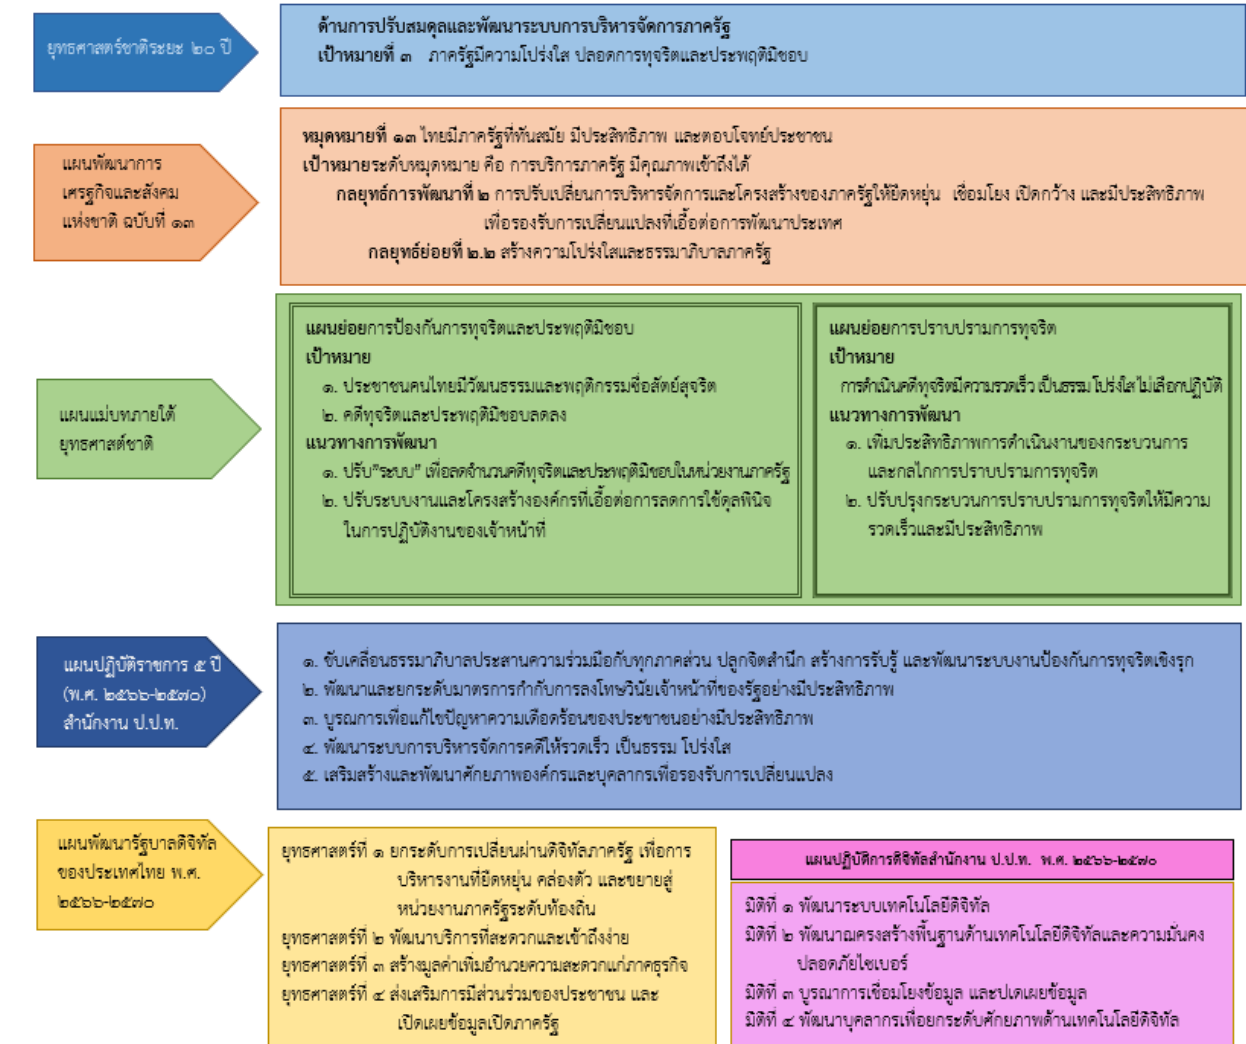 ยุทธศาสตร์ชาติระยะ ๒๐ ปี
ด้านการปรับสมดุลและพัฒนาระบบการบริหารจัดการภาครัฐ
เป้าหมายที่ ๓ ภาครัฐมีความโปร่งใส ปลอดการทุจริตและประพฤติมิชอบ
แผนพัฒนาการ
เศรฐกิจและสังคม
แห่งชาติ ฉบับที่ ๑๓
หมุดหมายที่ ๑๓ ไทยมีภาครัฐที่ทันสมัย มีประสิทธิภาพ และตอบโจทย์ประชาชน
เป้าหมายระดับหมุดหมาย คือ การบริการภาครัฐ มีคุณภาพเข้าถึงได้
กลยุทธ์การพัฒนาที่ ๒ การปรับเปลี่ยนการบริหารจัดการและโครงสร้างของภาครัฐให้ยืดหยุ่น เชื่อมโยง เปิดกว้าง และมีประสิทธิภาพ
เพื่อรองรับการเปลี่ยนแปลงที่เอื้อต่อการพัฒนาประเทศ
กลยุทธ์ย่อยที่ ๒.๒ สร้างความโปร่งใสและธรรมาภิบาลภาครัฐ
แผนแม่บทภายใต้
ยุทธศาสต์ชาติ
แผนย่อยการป้องกันการทุจริตและประพฤติมิชอบ
เป้าหมาย
๑. ประชาชนคนไทยมีวัฒนธรรมและพฤติกรรมซื่อสัตย์สุจริต
๒. คดีทุจริตและประพฤติมิชอบลดลง
แนวทางการพัฒนา
๑. ปรับ"ระบบ" เพื่อลดจำนวนคดีทุจริตและประพฤติมิชอบในหน่วยงานภาครัฐ
๒. ปรับระบบงานและโครงสร้างองค์กรที่เอื้อต่อการลดการใช้ดุลพินิจ
ในการปฏิบัติงานของเจ้าหน้าที่
แผนย่อยการปราบปรามการทุจริต
เป้าหมาย
การดำเนินคดีทุจริตมีความรวดเร็ว เป็นธรรม โปร่งใส ไม่เลือกปฏิบัติ
แนวทางการพัฒนา
๑. เพิ่มประสิทธิภาพการดำเนินงานของกระบวนการ
และกลไกการปราบปรามการทุจริต
๒. ปรับปรุงกระบวนการปราบปรามการทุจริตให้มีความ
รวดเร็วและมีประสิทธิภาพ
แผนปฏิบัติราชการ ๕ ปี
(พ.ศ. ๒๕๖๖-๒๕๗๐)
สำนักงาน ป.ป.ท.
๑. ขับเคลื่อนธรรมาภิบาลประสานความร่วมมือกับทุกภาคส่วน ปลูกจิตสำนึก สร้างการรับรู้ และพัฒนาระบบงานป้องกันการทุจริตเชิงรุก
๒. พัฒนาและยกระดับมาตรการกำกับการลงโทษวินัยเจ้าหน้าที่ของรัฐอย่างมีประสิทธิภาพ
๓. บูรณการเพื่อแก้ไขปัญหาความเดือดร้อนของประชาชนอย่างมีประสิทธิภาพ
๔. พัฒนาระบบการบริหารจัดการคดีให้รวดเร็ว เป็นธรรม โปร่งใส
๕. เสริมสร้างและพัฒนาศักยภาพองค์กรและบุคลากรเพื่อรองรับการเปลี่ยนแปลง
แผนพัฒนารัฐบาลดิจิทัล
ของประเทศไทย พ.ศ.
๒๕๖๖-๒๕๗๐
ยุทธศาสตร์ที่ ๑ ยกระดับการเปลี่ยนผ่านดิจิทัลภาครัฐ เพื่อการ
บริหารงานที่ยืดหยุ่น คล่องตัว และขยายสู่
หน่วยงานภาครัฐระดับท้องถิ่น
ยุทธศาสตร์ที่ ๒ พัฒนาบริการที่สะดวกและเข้าถึงง่าย
ยุทธศาสตร์ที่ ๓ สร้างมูลค่าเพิ่มอำนวยความสะดวกแก่ภาคธุรกิจ
ยุทธศาสตร์ที่ ๔ ส่งเสริมการมีส่วนร่วมของประชาชน และ
เปิดเผยข้อมูลเปิดภาครัฐ
แผนปฏิบัติการดิจิทัลสำนักงาน ป.ป.ท. พ.ศ. ๒๕๖๖-๒๕๗๐
มิติที่ ๑ พัฒนาระบบเทคโนโลยีดิจิทัล
มิติที่ ๒ พัฒนาณครงสร้างพื้นฐานด้านเทคโนโลยีดิจิทัลและความมั่นคง
ปลอดภัยไซเบอร์
มิติที่ ๓ บูรณาการเชื่อมโยงข้อมูล และปเดเผยข้อมูล
มิติที่ ๔ พัฒนาบุคลากรเพื่อยกระดับศักยภาพด้านเทคโนโลยีดิจิทัล